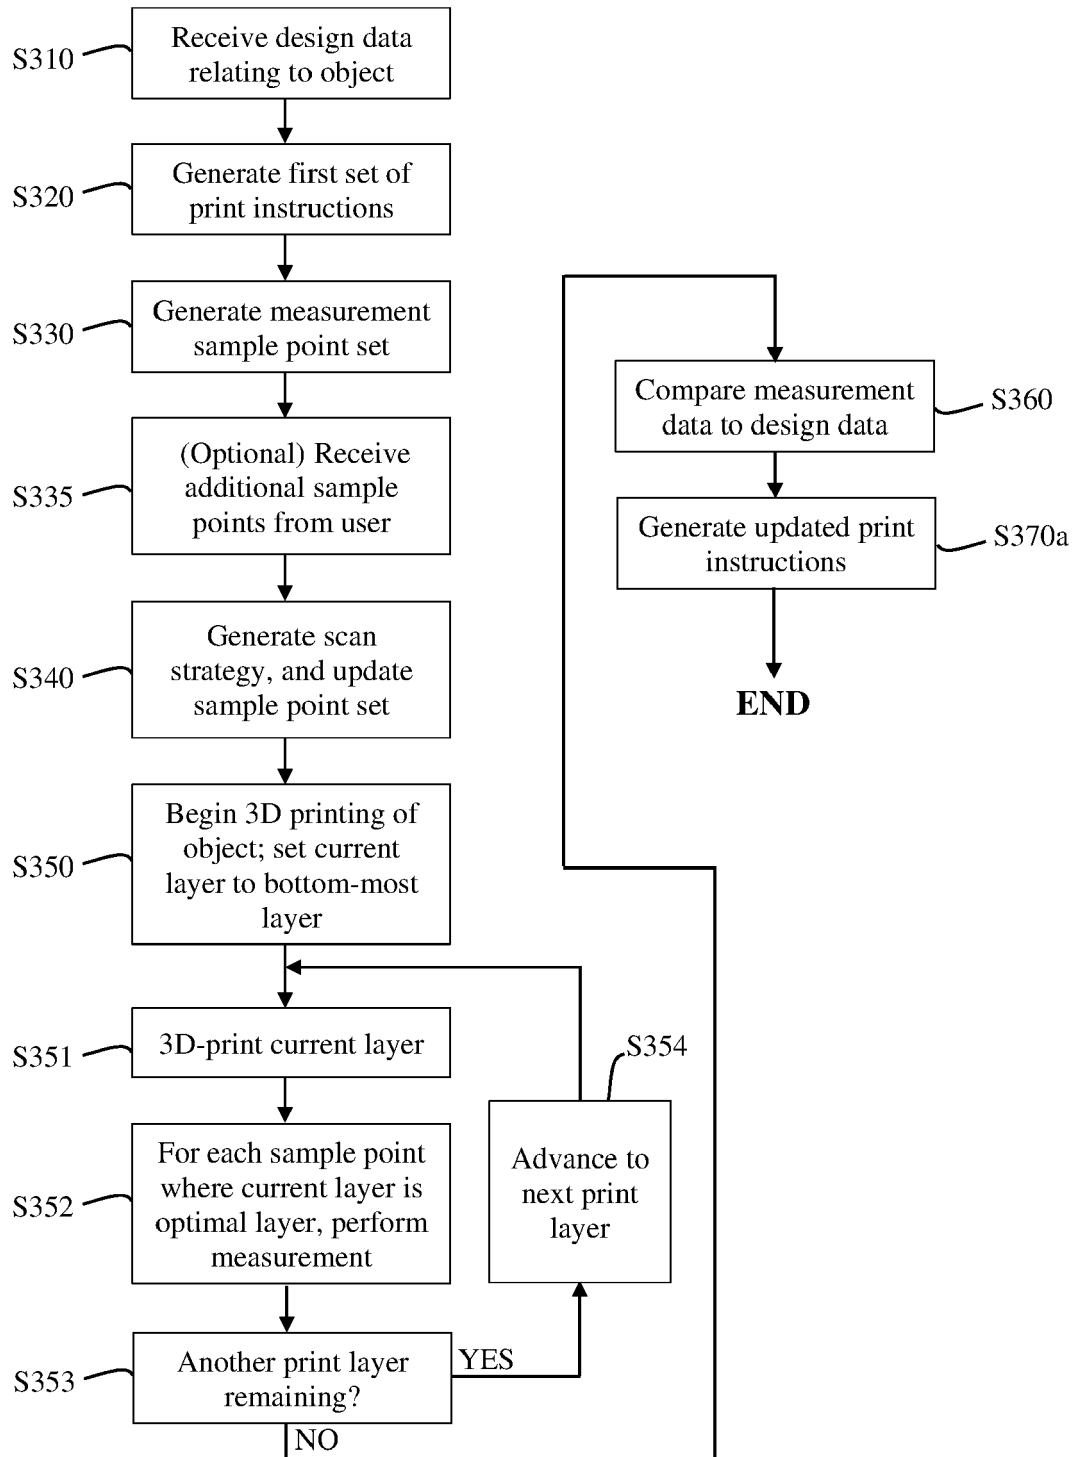 S310
Receive design data
relating to object
S320
Generate first set of
print instructions
S330
Generate measurement
sample point set
S335
(Optional) Receive
additional sample
points from user
S340
Generate scan
strategy, and update
sample point set
S350
Begin 3D printing of
object; set current
layer to bottom-most
layer
S351
3D-print current layer
S352
For each sample point
where current layer is
optimal layer, perform
measurement
S353
Another print layer
remaining?
YES
NO
S354
Advance to
next print
layer
Compare measurement
data to design data
S360
Generate updated print
instructions
S370a
END